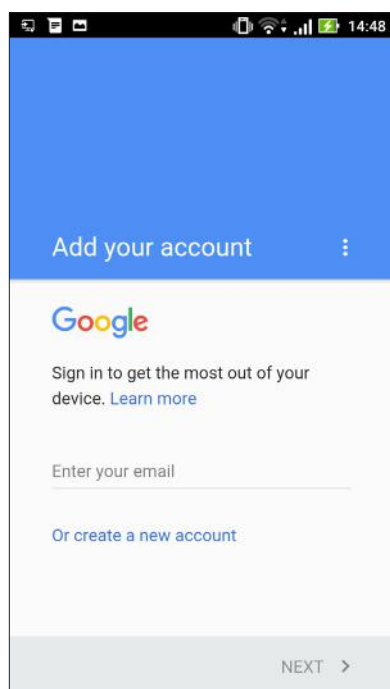 14:48
Add your account
Google
Sign in to get the most out of your
device. Learn more
Enter your email
Or create a new account
NEXT